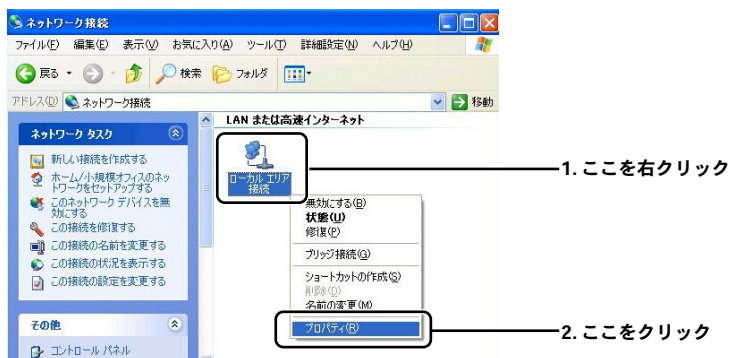 ネットワーク接続
ファイル(F) 編集(E) 表示(V) お気に入り(A) ツール(T) 詳細設定(N) ヘルプ(H)
戻る 検索 フォルダ
アドレス(D) ネットワーク接続 移動
ネットワーク タスク
新しい接続を作成する
ホーム/小規模オフィスのネッ
トワークをセットアップする
このネットワーク デバイスを無
効にする
この接続を修復する
この接続の名前を変更する
この接続の状況を表示する
この接続の設定を変更する
その他
コントロール パネル
LAN または高速インターネット
ローカル エリア
接続
1. ここを右クリック
無効にする(B)
状態(U)
修復(P)
ブリッジ接続(G)
ショートカットの作成(S)
削除(D)
名前の変更(M)
プロパティ(R)
2. ここをクリック